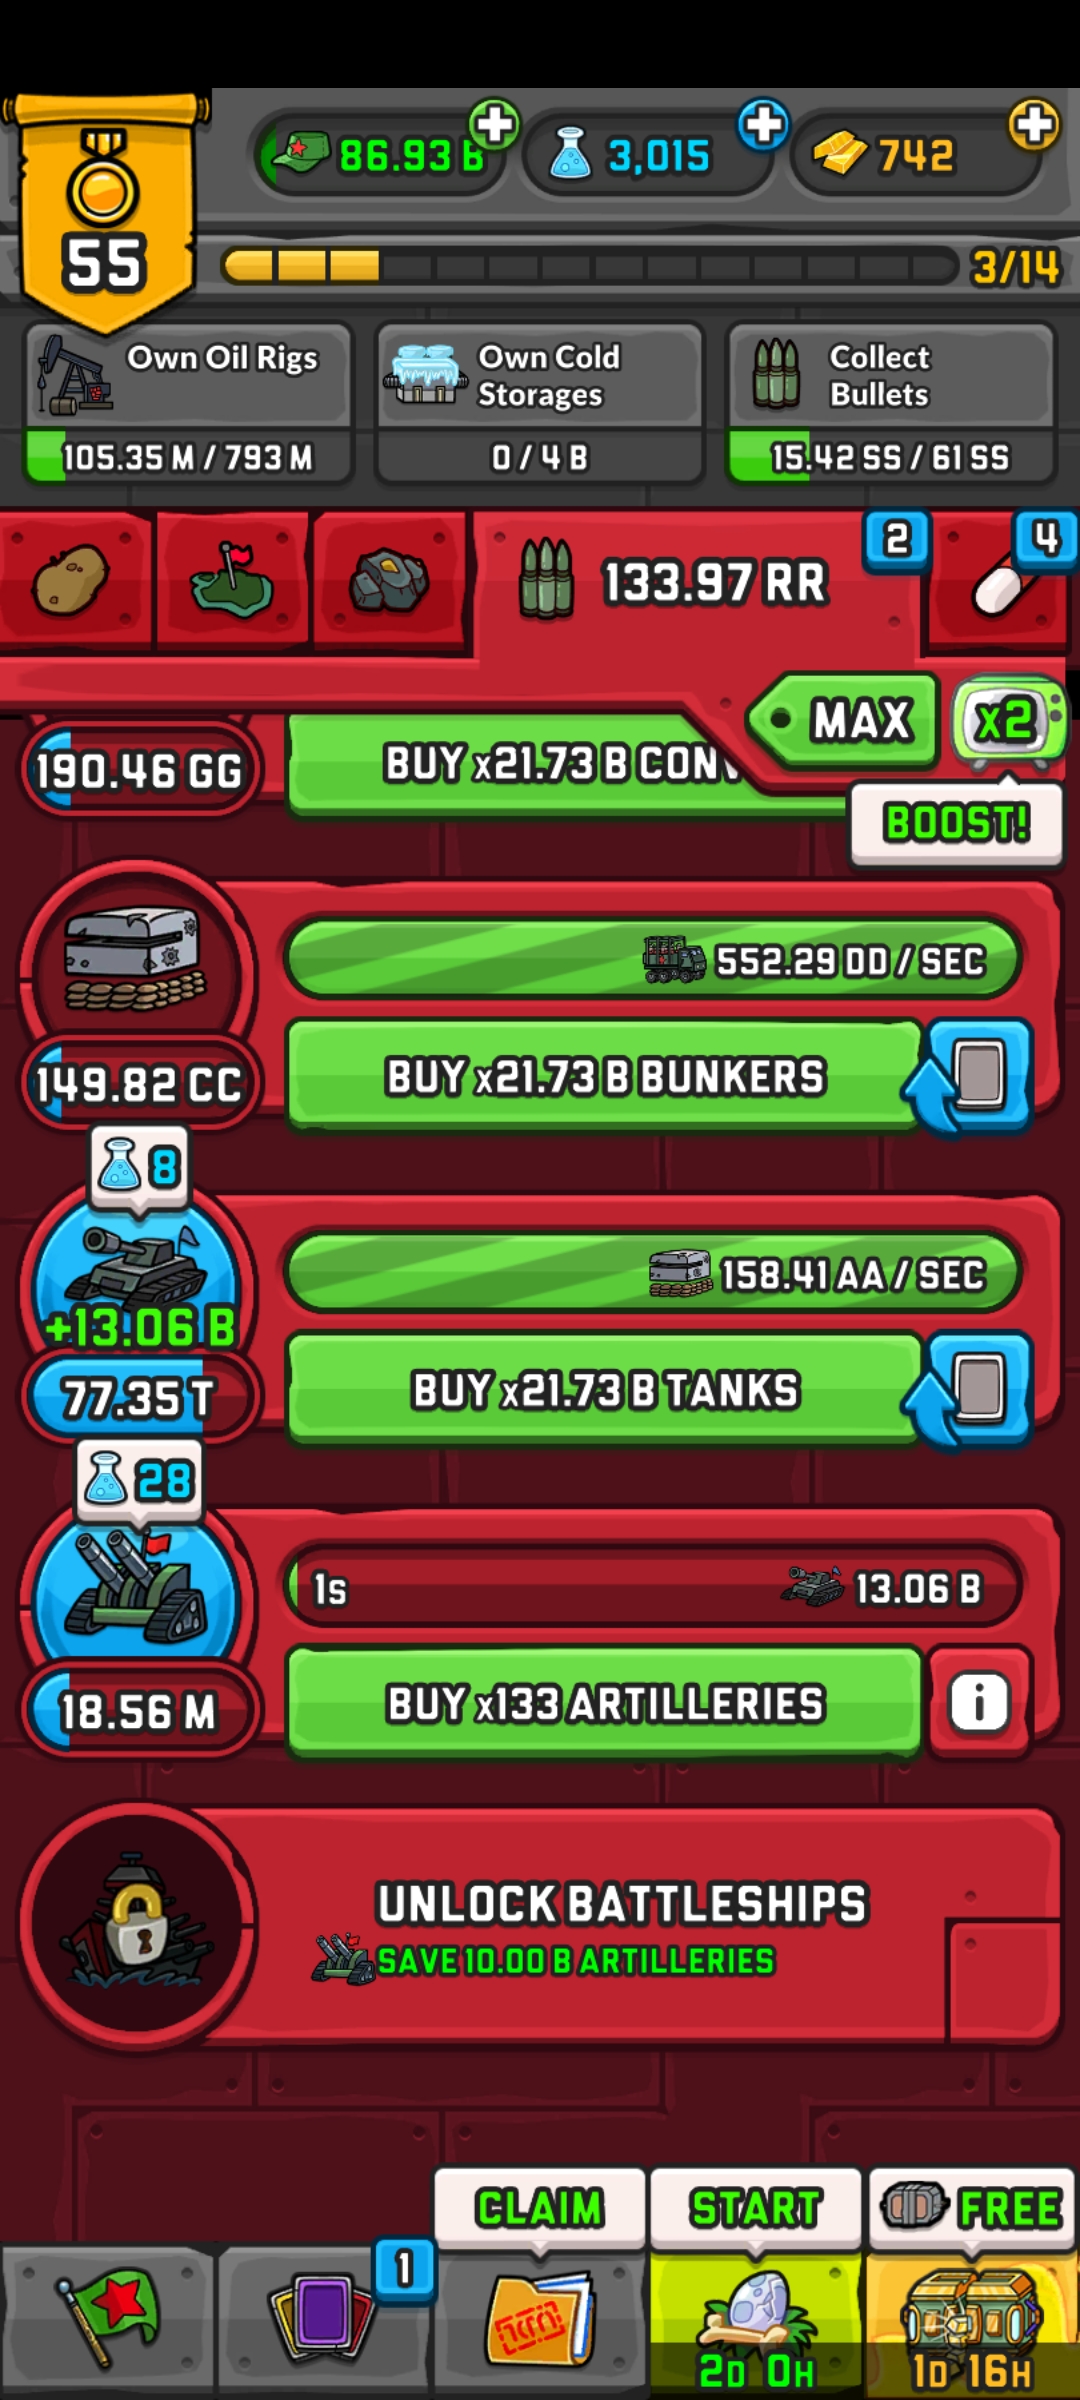 55
86.93 B
3,015
742
3/14
Own Oil Rigs
105.35 M / 793 M
Own Cold
Storages
0 / 4 B
Collect
Bullets
15.42 SS / 61 SS
133.97 RR
2
4
MAX
x2
BOOST!
190.46 GG
BUY x21.73 B CONV
552.29 DD / SEC
149.82 CC
BUY x21.73 B BUNKERS
8
+13.06 B
77.35 T
158.41 AA / SEC
BUY x21.73 B TANKS
28
18.56 M
1s
13.06 B
BUY x133 ARTILLERIES
i
UNLOCK BATTLESHIPS
SAVE 10.00 B ARTILLERIES
CLAIM
START
FREE
1
2D 0H
1D 16H